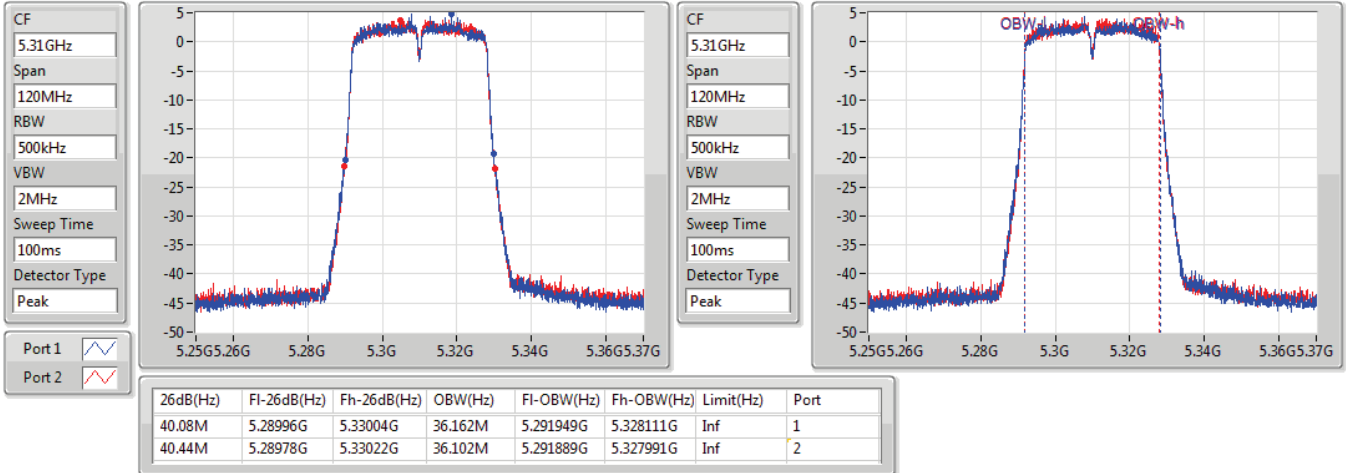 CF
5.31GHz
Span
120MHz
RBW
500kHz
VBW
2MHz
Sweep Time
100ms
Detector Type
Peak
Port 1
Port 2
5
0
-5
-10
-15
-20
-25
-30
-35
-40
-45
-50
5.25G 5.26G 5.28G 5.3G 5.32G 5.34G 5.36G 5.37G
CF
5.31GHz
Span
120MHz
RBW
500kHz
VBW
2MHz
Sweep Time
100ms
Detector Type
Peak
5
0
-5
-10
-15
-20
-25
-30
-35
-40
-45
-50
OBW-l OBW-h
5.25G 5.26G 5.28G 5.3G 5.32G 5.34G 5.36G 5.37G
26dB(Hz) Fl-26dB(Hz) Fh-26dB(Hz) OBW(Hz) Fl-OBW(Hz) Fh-OBW(Hz) Limit(Hz) Port
40.08M 5.28996G 5.33004G 36.162M 5.291949G 5.328111G Inf 1
40.44M 5.28978G 5.33022G 36.102M 5.291889G 5.327991G Inf 2